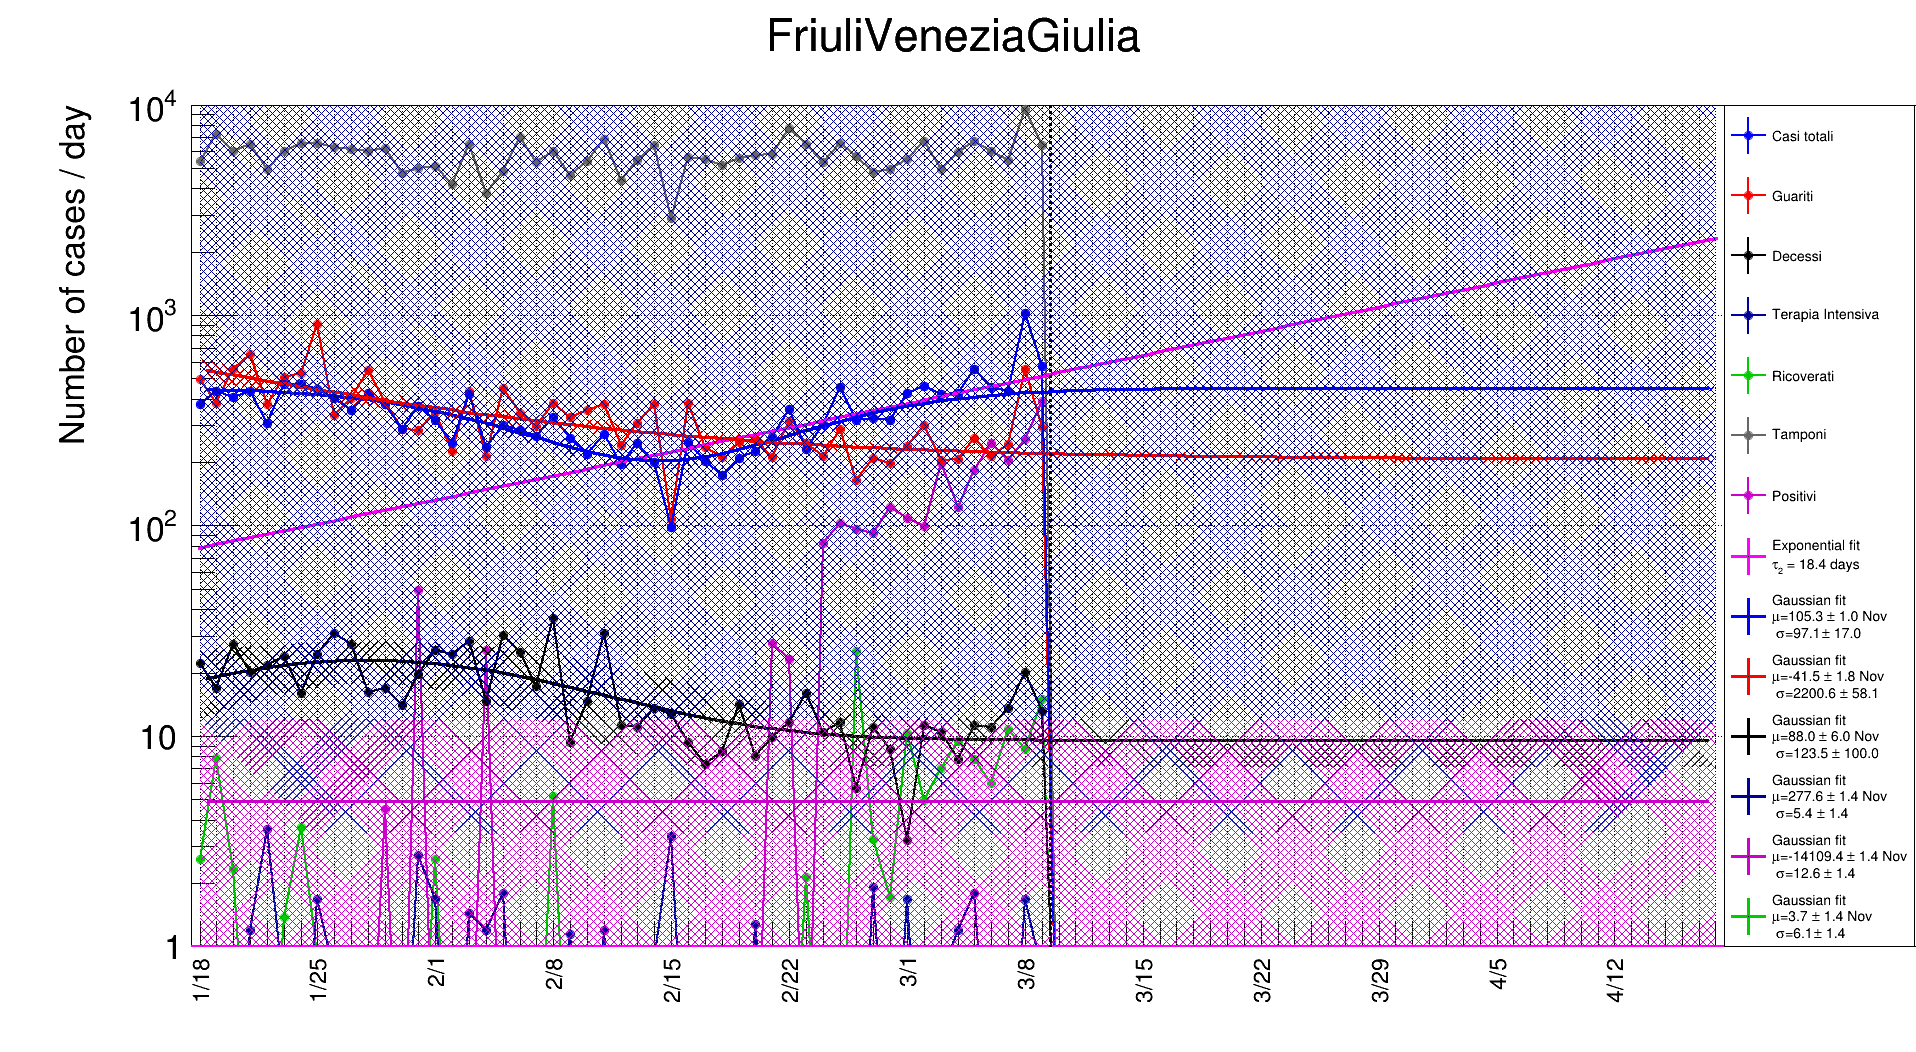 FriuliVeneziaGiulia
Number of cases / day
10⁴
10³
10²
10
1
1/18
1/25
2/1
2/8
2/15
2/22
3/1
3/8
3/15
3/22
3/29
4/5
4/12
Casi totali
Guariti
Decessi
Terapia Intensiva
Ricoverati
Tamponi
Positivi
Exponential fit
τ₂ = 18.4 days
Gaussian fit
μ=105.3 ± 1.0 Nov
σ=97.1 ± 17.0
Gaussian fit
μ=-41.5 ± 1.8 Nov
σ=2200.6 ± 58.1
Gaussian fit
μ=88.0 ± 6.0 Nov
σ=123.5 ± 100.0
Gaussian fit
μ=277.6 ± 1.4 Nov
σ=5.4 ± 1.4
Gaussian fit
μ=-14109.4 ± 1.4 Nov
σ=12.6 ± 1.4
Gaussian fit
μ=3.7 ± 1.4 Nov
σ=6.1 ± 1.4